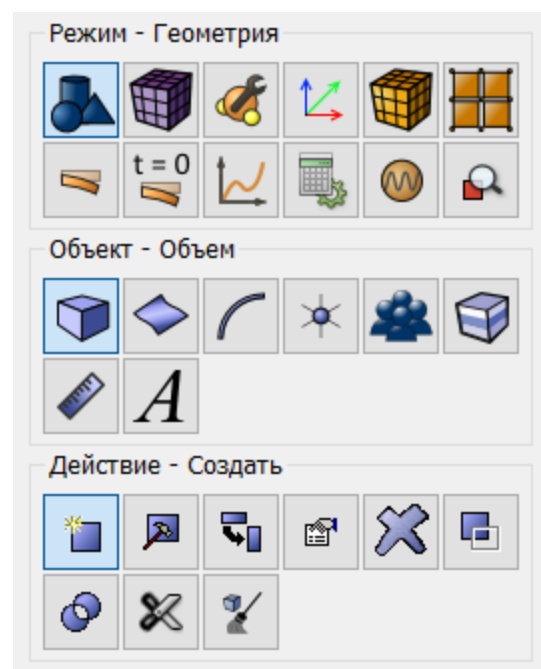 Режим - Геометрия
t = 0
Объект - Объем
A
Действие - Создать